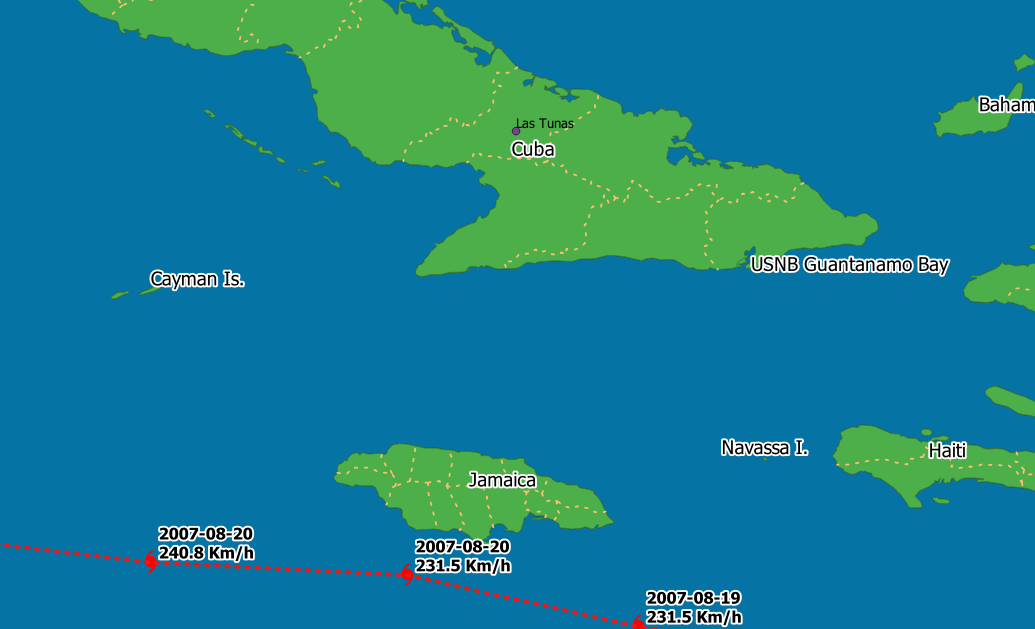 Baham
Las Tunas
Cuba
USNB Guantanamo Bay
Cayman Is.
Navassa I.
Haiti
Jamaica
2007-08-20
240.8 Km/h
2007-08-20
231.5 Km/h
2007-08-19
231.5 Km/h